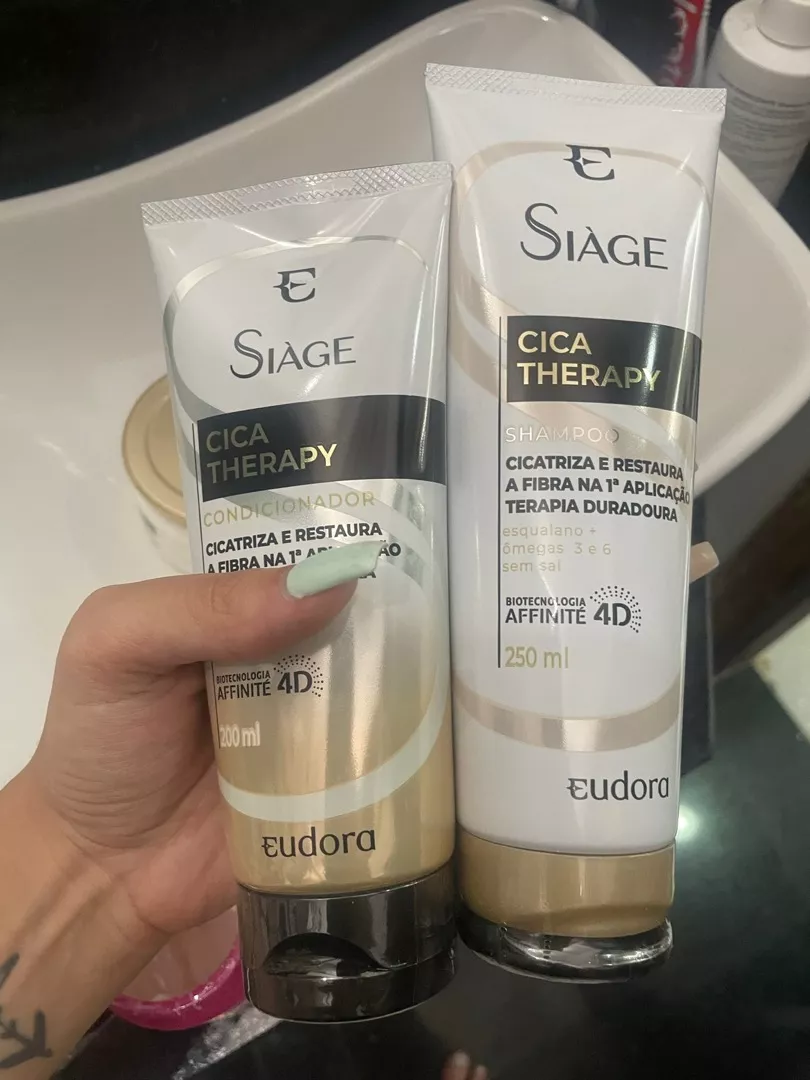 SIÀGE
CICA
THERAPY
CONDICIONADOR
CICATRIZA E RESTAURA
A FIBRA NA 1ª
BIOTECNOLOGIA
AFFINITÉ 4D
200 ml
eudora
E
SIÀGE
CICA
THERAPY
SHAMPOO
CICATRIZA E RESTAURA
A FIBRA NA 1ª APLICAÇÃO
TERAPIA DURADOURA
esqualano +
ômegas 3 e 6
sem sal
BIOTECNOLOGIA
AFFINITÉ 4D
250 ml
eudora